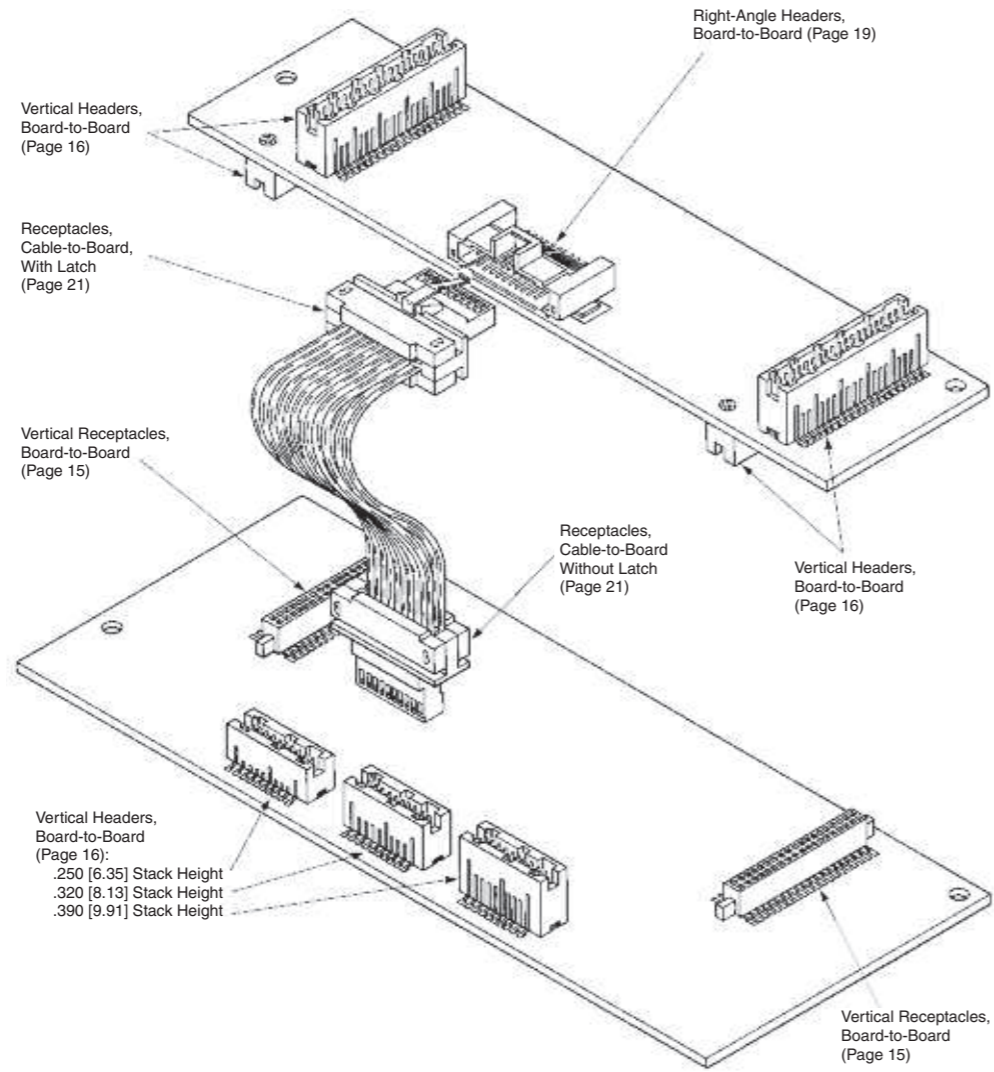 Right-Angle Headers,
Board-to-Board (Page 19)
Vertical Headers,
Board-to-Board
(Page 16)
Receptacles,
Cable-to-Board,
With Latch
(Page 21)
Vertical Receptacles,
Board-to-Board
(Page 15)
Receptacles,
Cable-to-Board
Without Latch
(Page 21)
Vertical Headers,
Board-to-Board
(Page 16)
Vertical Headers,
Board-to-Board
(Page 16):
.250 [6.35] Stack Height
.320 [8.13] Stack Height
.390 [9.91] Stack Height
Vertical Receptacles,
Board-to-Board
(Page 15)